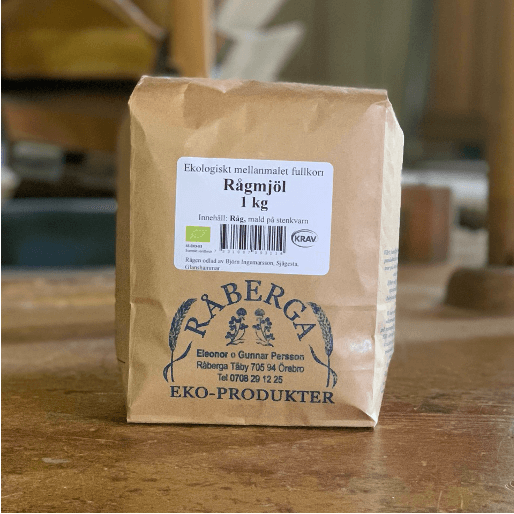 Ekologiskt mellanmalet fullkorn
Rågmjöl
1 kg
Innehåll: Råg, mald på stenkvarn
KRAV
Rågen odlad av Björn Ingemarsson, Sjögesta,
Glanshammar
RÅBERGA
Eleonor o Gunnar Persson
Råberga Täby 705 94 Örebro
Tel 0708 29 12 25
EKO-PRODUKTER